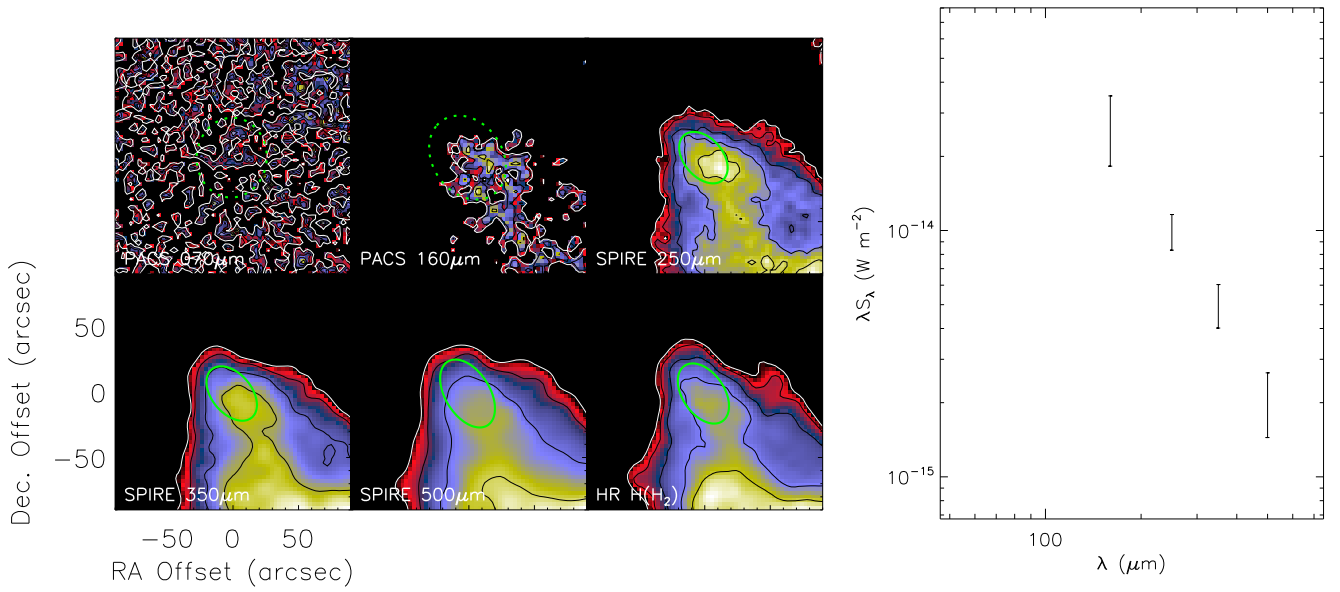 PACS 070μm
PACS 160μm
SPIRE 250μm
SPIRE 350μm
SPIRE 500μm
HR H(H₂)
Dec. Offset (arcsec)
50
0
−50
−50 0 50
RA Offset (arcsec)
λS_λ (W m⁻²)
10⁻¹⁴
10⁻¹⁵
100
λ (μm)